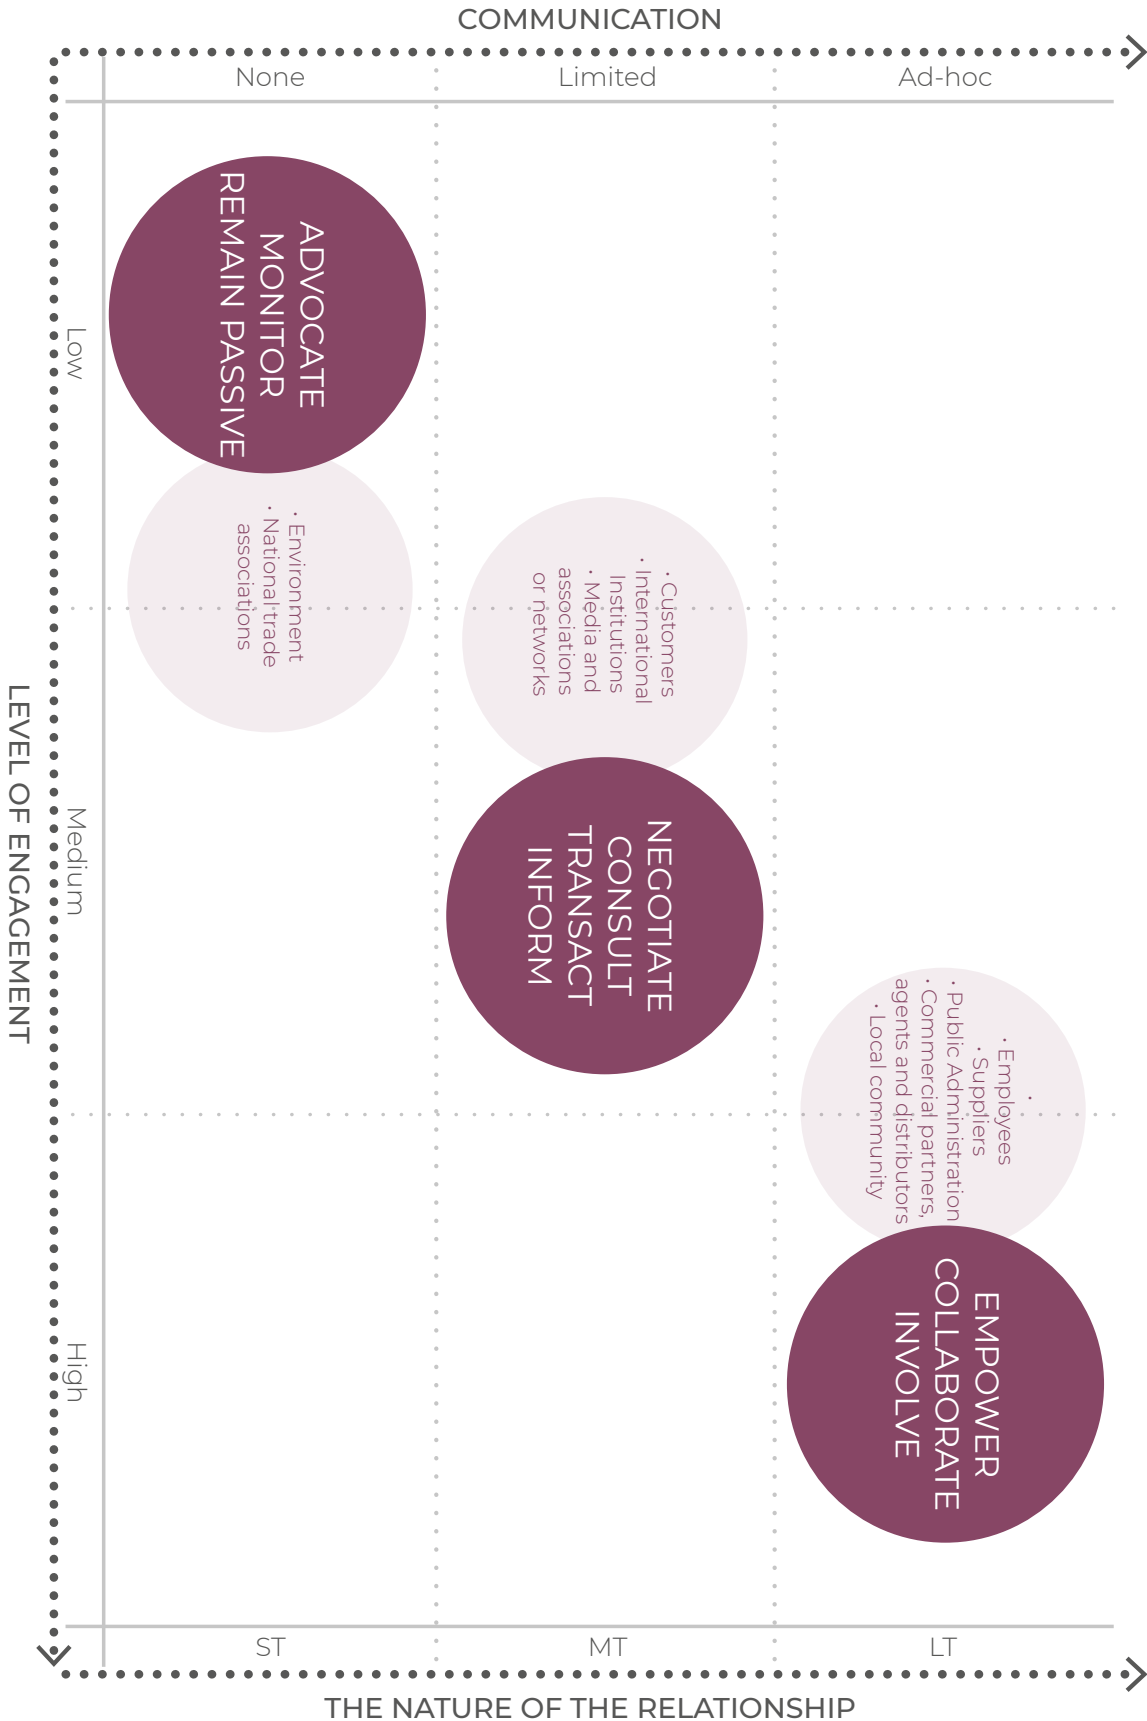 COMMUNICATION
None
Limited
Ad-hoc
LEVEL OF ENGAGEMENT
Low
Medium
High
ADVOCATE
MONITOR
REMAIN PASSIVE
· Environment
· National trade
associations
· Customers
· International
Institutions
· Media and
associations
or networks
NEGOTIATE
CONSULT
TRANSACT
INFORM
·
· Employees
· Suppliers
· Public Administration
· Commercial partners,
agents and distributors
· Local community
EMPOWER
COLLABORATE
INVOLVE
ST
MT
LT
THE NATURE OF THE RELATIONSHIP